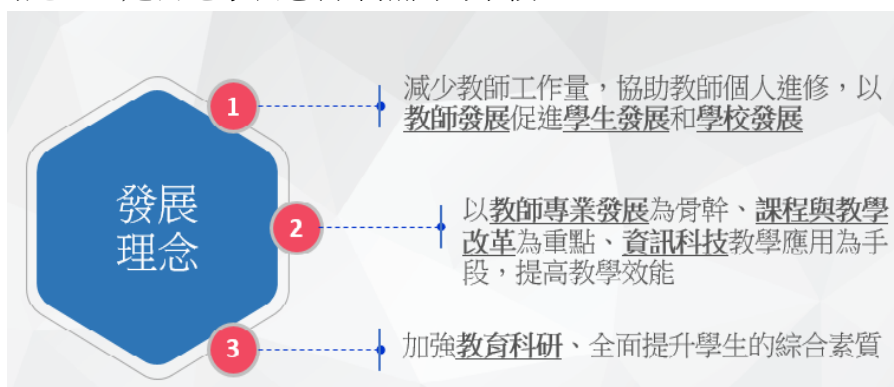 發展
理念
1
減少教師工作量，協助教師個人進修，以
教師發展促進學生發展和學校發展
2
以教師專業發展為骨幹、課程與教學
改革為重點、資訊科技教學應用為手
段，提高教學效能
3
加強教育科研、全面提升學生的綜合素質